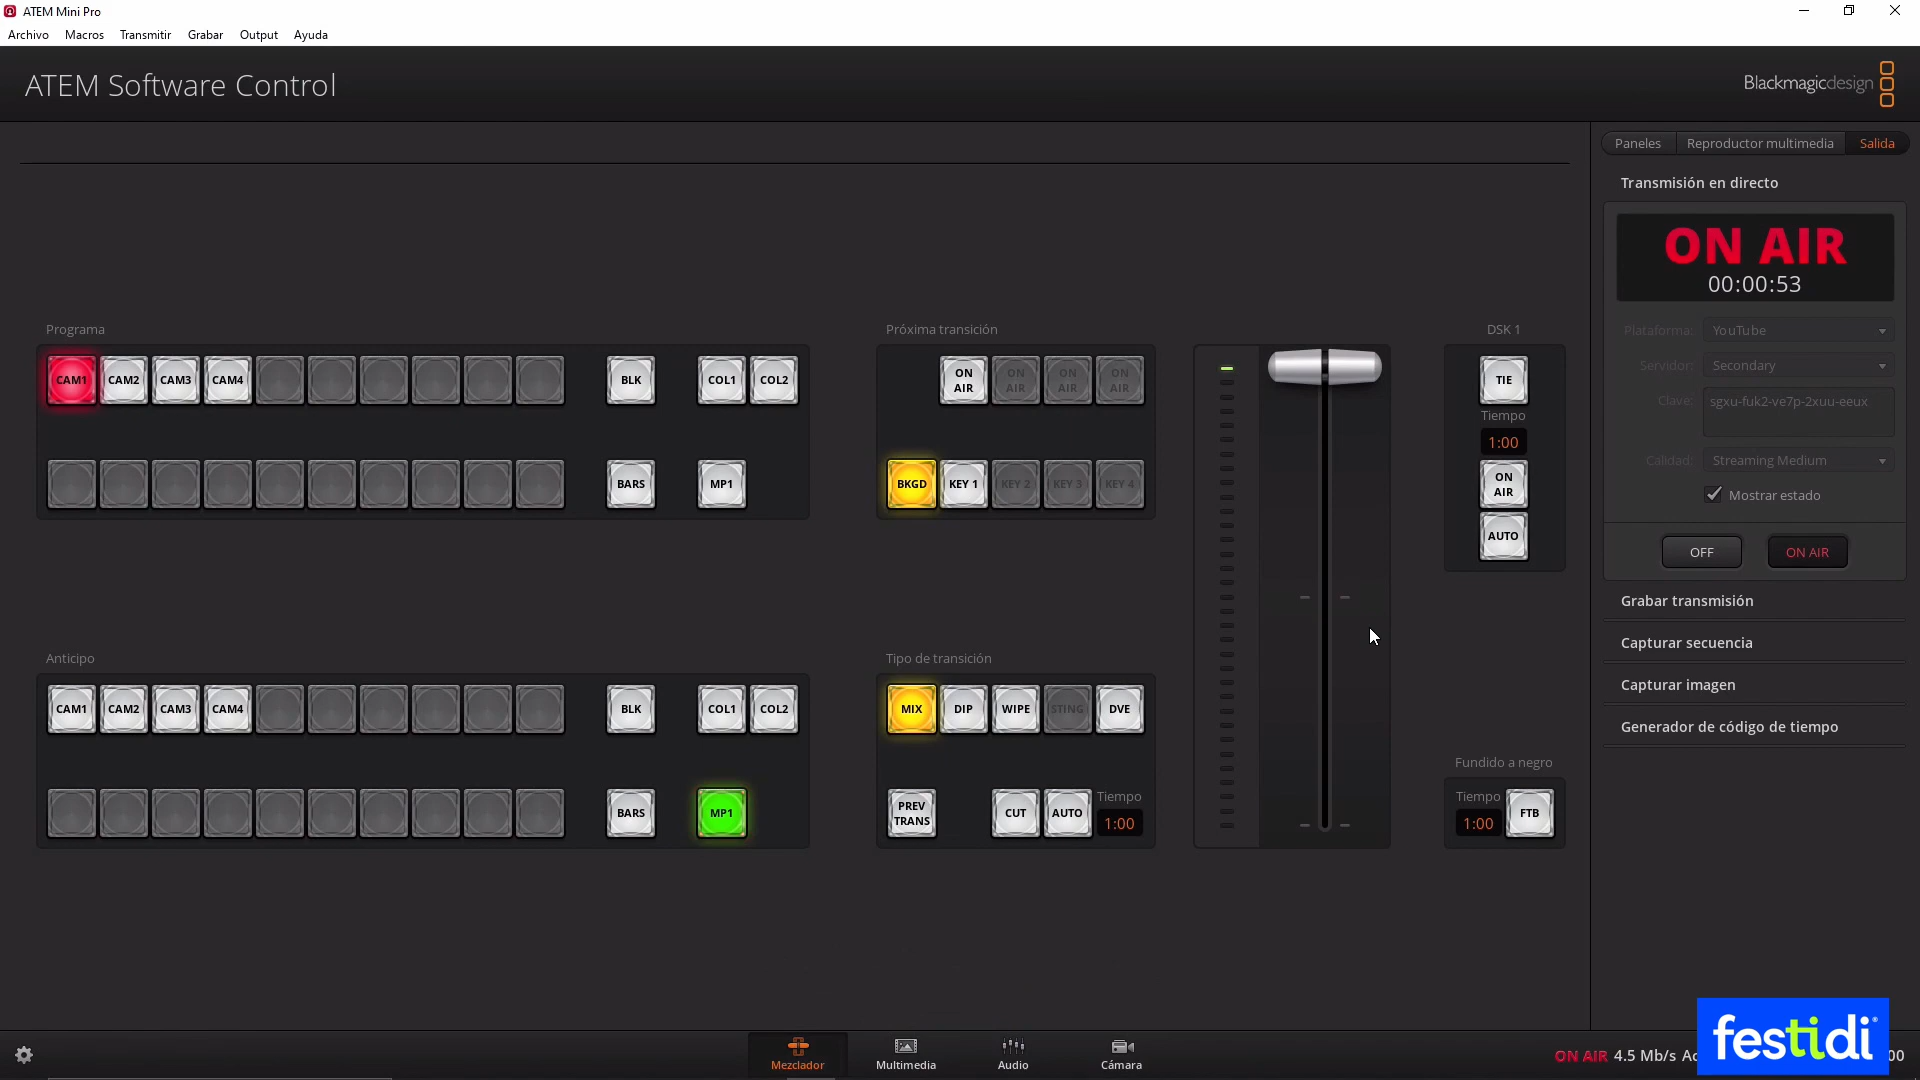 ATEM Mini Pro
Archivo Macros Transmitir Grabar Output Ayuda
ATEM Software Control
Blackmagicdesign
Paneles Reproductor multimedia Salida
Transmisión en directo
ON AIR
00:00:53
Plataforma: YouTube
Servidor: Secondary
Clave: sgxu-fuk2-ve7p-2xuu-eeux
Calidad: Streaming Medium
Mostrar estado
OFF ON AIR
Grabar transmisión
Capturar secuencia
Capturar imagen
Generador de código de tiempo
Programa
CAM1 CAM2 CAM3 CAM4 BLK COL1 COL2
BARS MP1
Próxima transición
ON AIR ON AIR ON AIR ON AIR
BKGD KEY 1 KEY 2 KEY 3 KEY 4
DSK 1
TIE
Tiempo
1:00
ON AIR
AUTO
Anticipo
CAM1 CAM2 CAM3 CAM4 BLK COL1 COL2
BARS MP1
Tipo de transición
MIX DIP WIPE STING DVE
PREV TRANS CUT AUTO Tiempo 1:00
Fundido a negro
Tiempo 1:00 FTB
Mezclador Multimedia Audio Cámara
ON AIR 4.5 Mb/s
festidi